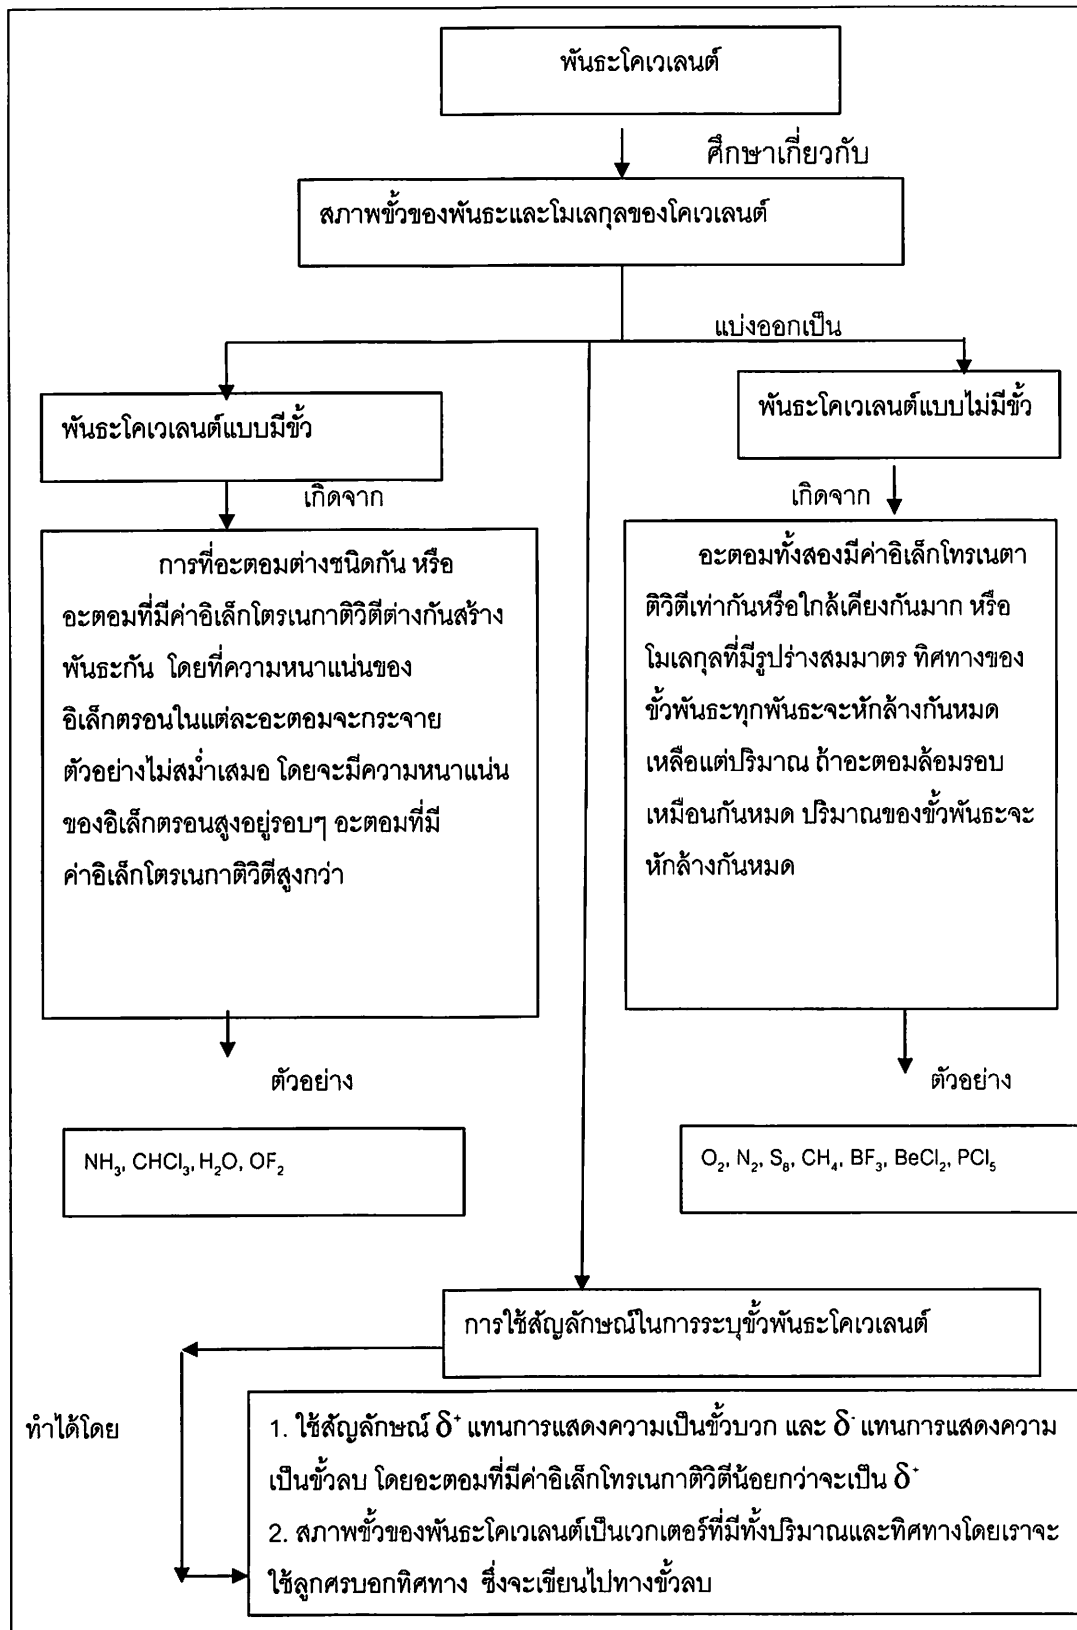 พันธะโคเวเลนต์
ศึกษาเกี่ยวกับ
สภาพขั้วของพันธะและโมเลกุลของโคเวเลนต์
แบ่งออกเป็น
พันธะโคเวเลนต์แบบมีขั้ว
เกิดจาก
การที่อะตอมต่างชนิดกัน หรือ
อะตอมที่มีค่าอิเล็กโตรเนกาติวิตีต่างกันสร้าง
พันธะกัน โดยที่ความหนาแน่นของ
อิเล็กตรอนในแต่ละอะตอมจะกระจาย
ตัวอย่างไม่สม่ำเสมอ โดยจะมีความหนาแน่น
ของอิเล็กตรอนสูงอยู่รอบๆ อะตอมที่มี
ค่าอิเล็กโตรเนกาติวิตีสูงกว่า
ตัวอย่าง
NH₃, CHCl₃, H₂O, OF₂
พันธะโคเวเลนต์แบบไม่มีขั้ว
เกิดจาก
อะตอมทั้งสองมีค่าอิเล็กโทรเนตา
ติวิตีเท่ากันหรือใกล้เคียงกันมาก หรือ
โมเลกุลที่มีรูปร่างสมมาตร ทิศทางของ
ขั้วพันธะทุกพันธะจะหักล้างกันหมด
เหลือแต่ปริมาณ ถ้าอะตอมล้อมรอบ
เหมือนกันหมด ปริมาณของขั้วพันธะจะ
หักล้างกันหมด
ตัวอย่าง
O₂, N₂, S₈, CH₄, BF₃, BeCl₂, PCl₅
การใช้สัญลักษณ์ในการระบุขั้วพันธะโคเวเลนต์
ทำได้โดย
1. ใช้สัญลักษณ์ δ⁺ แทนการแสดงความเป็นขั้วบวก และ δ⁻ แทนการแสดงความ
เป็นขั้วลบ โดยอะตอมที่มีค่าอิเล็กโทรเนกาติวิตีน้อยกว่าจะเป็น δ⁺
2. สภาพขั้วของพันธะโคเวเลนต์เป็นเวกเตอร์ที่มีทั้งปริมาณและทิศทางโดยเราจะ
ใช้ลูกศรบอกทิศทาง ซึ่งจะเขียนไปทางขั้วลบ